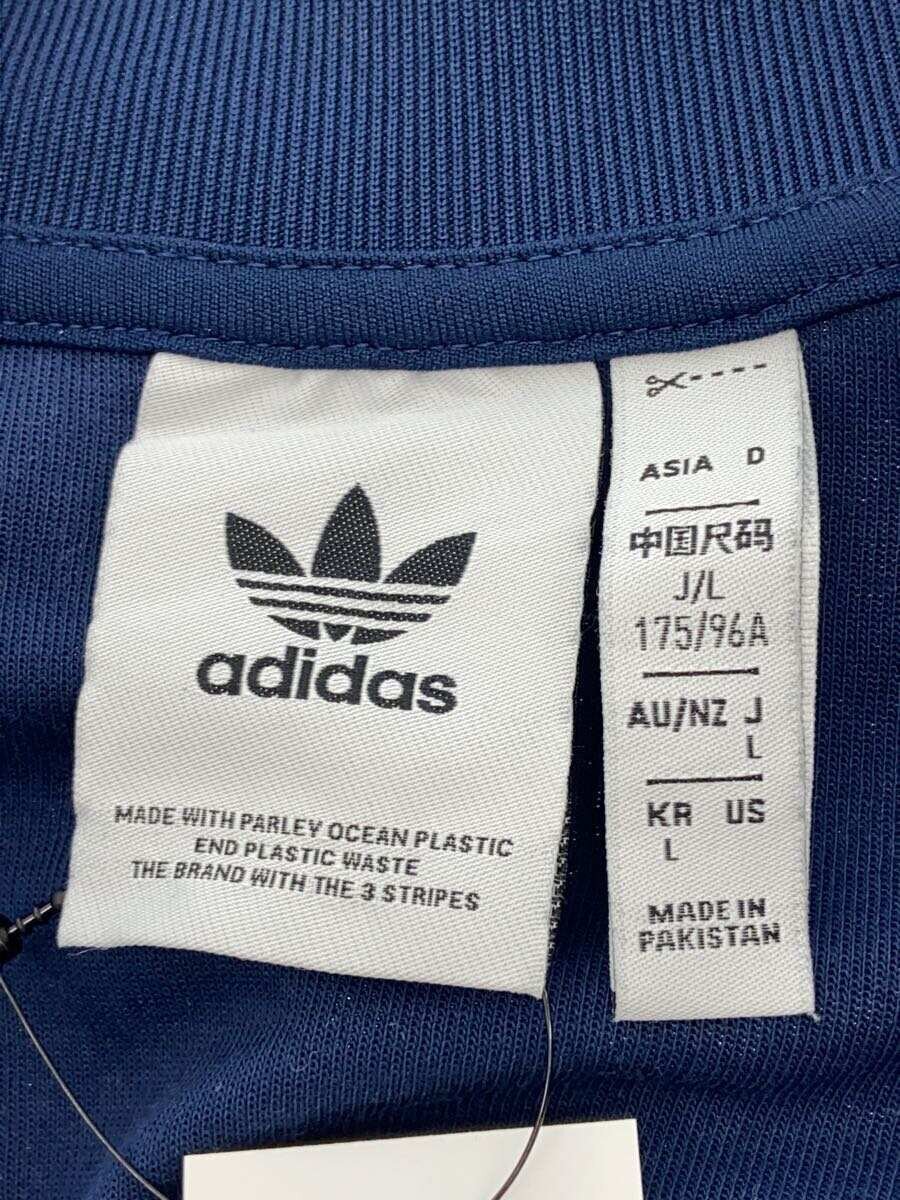 adidas
MADE WITH PARLEY OCEAN PLASTIC
END PLASTIC WASTE
THE BRAND WITH THE 3 STRIPES
ASIA D
中国尺码
J/L
175/96A
AU/NZ J
L
KR US
L
MADE IN
PAKISTAN